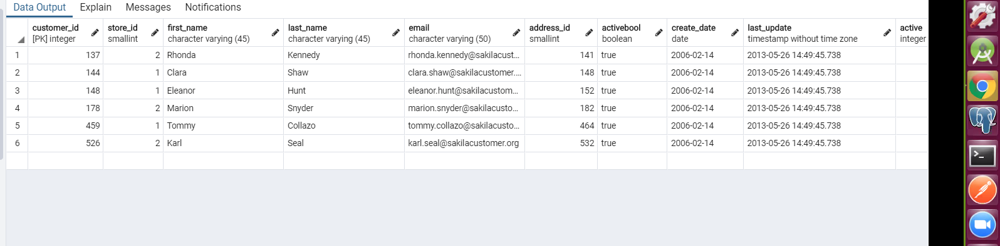 Data Output Explain Messages Notifications
customer_id store_id first_name last_name email address_id activebool create_date last_update active
[PK] integer smallint character varying (45) character varying (45) character varying (50) smallint boolean date timestamp without time zone integer
1 137 2 Rhonda Kennedy rhonda.kennedy@sakilacust... 141 true 2006-02-14 2013-05-26 14:49:45.738
2 144 1 Clara Shaw clara.shaw@sakilacustomer.... 148 true 2006-02-14 2013-05-26 14:49:45.738
3 148 1 Eleanor Hunt eleanor.hunt@sakilacustom... 152 true 2006-02-14 2013-05-26 14:49:45.738
4 178 2 Marion Snyder marion.snyder@sakilacusto... 182 true 2006-02-14 2013-05-26 14:49:45.738
5 459 1 Tommy Collazo tommy.collazo@sakilacusto... 464 true 2006-02-14 2013-05-26 14:49:45.738
6 526 2 Karl Seal karl.seal@sakilacustomer.org 532 true 2006-02-14 2013-05-26 14:49:45.738